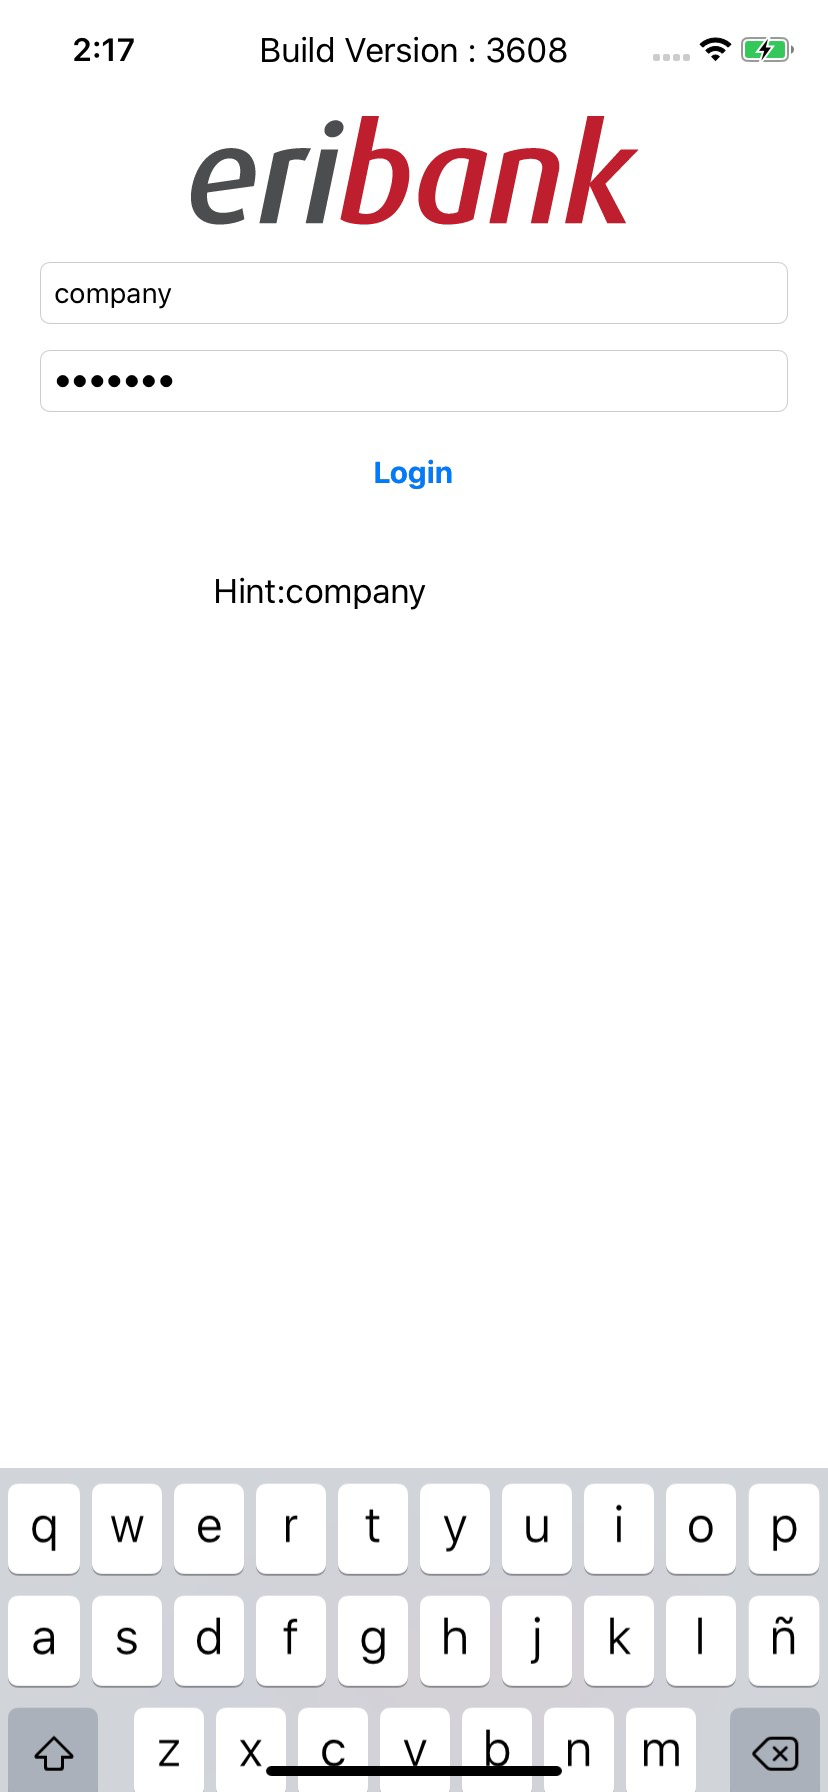 2:17 Build Version : 3608
eribank
company
•••••••
Login
Hint:company
q w e r t y u i o p
a s d f g h j k l ñ
z x c v b n m